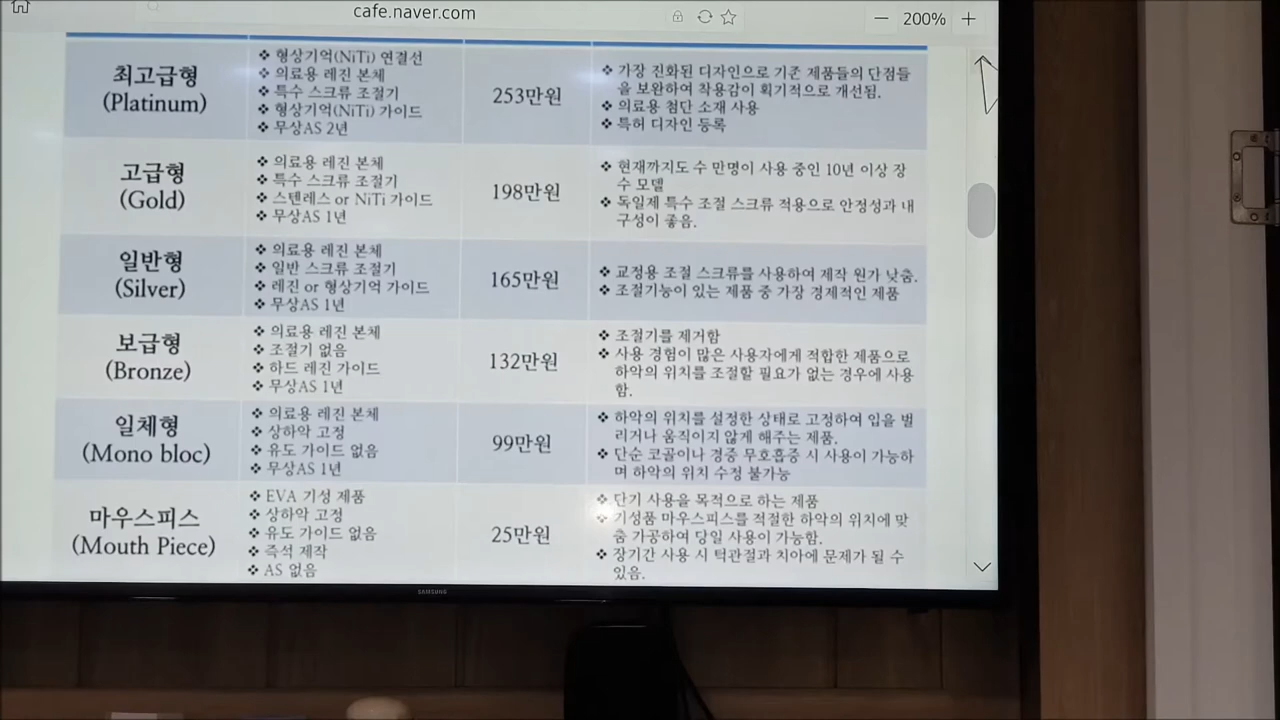 cafe.naver.com
200%
최고급형
(Platinum)
❖ 형상기억(NiTi) 연결선
❖ 의료용 레진 본체
❖ 특수 스크류 조절기
❖ 형상기억(NiTi) 가이드
❖ 무상AS 2년
253만원
❖ 가장 진화된 디자인으로 기존 제품들의 단점들
을 보완하여 착용감이 획기적으로 개선됨.
❖ 의료용 첨단 소재 사용
❖ 특허 디자인 등록
고급형
(Gold)
❖ 의료용 레진 본체
❖ 특수 스크류 조절기
❖ 스텐레스 or NiTi 가이드
❖ 무상AS 1년
198만원
❖ 현재까지도 수 만명이 사용 중인 10년 이상 장
수 모델
❖ 독일제 특수 조절 스크류 적용으로 안정성과 내
구성이 좋음.
일반형
(Silver)
❖ 의료용 레진 본체
❖ 일반 스크류 조절기
❖ 레진 or 형상기억 가이드
❖ 무상AS 1년
165만원
❖ 교정용 조절 스크류를 사용하여 제작 원가 낮춤.
❖ 조절기능이 있는 제품 중 가장 경제적인 제품
보급형
(Bronze)
❖ 의료용 레진 본체
❖ 조절기 없음
❖ 하드 레진 가이드
❖ 무상AS 1년
132만원
❖ 조절기를 제거함
❖ 사용 경험이 많은 사용자에게 적합한 제품으로
하악의 위치를 조절할 필요가 없는 경우에 사용
함.
일체형
(Mono bloc)
❖ 의료용 레진 본체
❖ 상하악 고정
❖ 유도 가이드 없음
❖ 무상AS 1년
99만원
❖ 하악의 위치를 설정한 상태로 고정하여 입을 벌
리거나 움직이지 않게 해주는 제품.
❖ 단순 코골이나 경증 무호흡증 시 사용이 가능하
며 하악의 위치 수정 불가능
마우스피스
(Mouth Piece)
❖ EVA 기성 제품
❖ 상하악 고정
❖ 유도 가이드 없음
❖ 즉석 제작
❖ AS 없음
25만원
❖ 단기 사용을 목적으로 하는 제품
❖ 기성품 마우스피스를 적절한 하악의 위치에 맞
춤 가공하여 당일 사용이 가능함.
❖ 장기간 사용 시 턱관절과 치아에 문제가 될 수
있음.
SAMSUNG